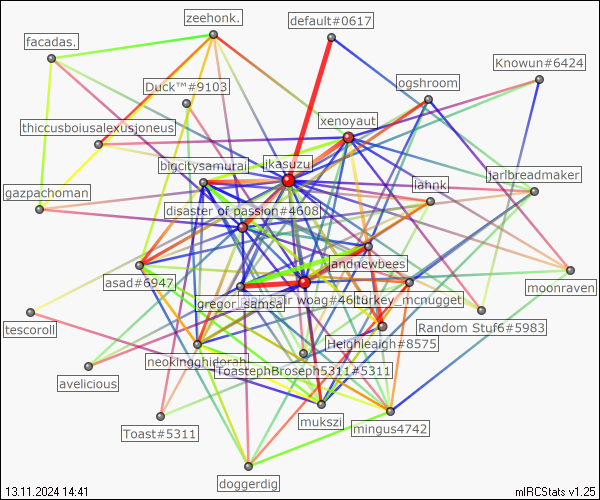 zeehonk.
default#0617
facadas.
Knowun#6424
Duck™#9103
ogshroom
thiccusboiusalexusjoneus
xenoyaut
bigcitysamurai
jkasuzu
jarlbreadmaker
gazpachoman
lahnk
disaster of passion#4608
andnewbees
asad#6947
moonraven
gregor_samsa
turkey_mcnugget
tescoroll
Random Stuf6#5983
Heighleaigh#8575
neokingghidorah
ToastephBroseph5311#5311
avelicious
mukszi
mingus4742
Toast#5311
doggerdig
13.11.2024 14:41
mIRCStats v1.25